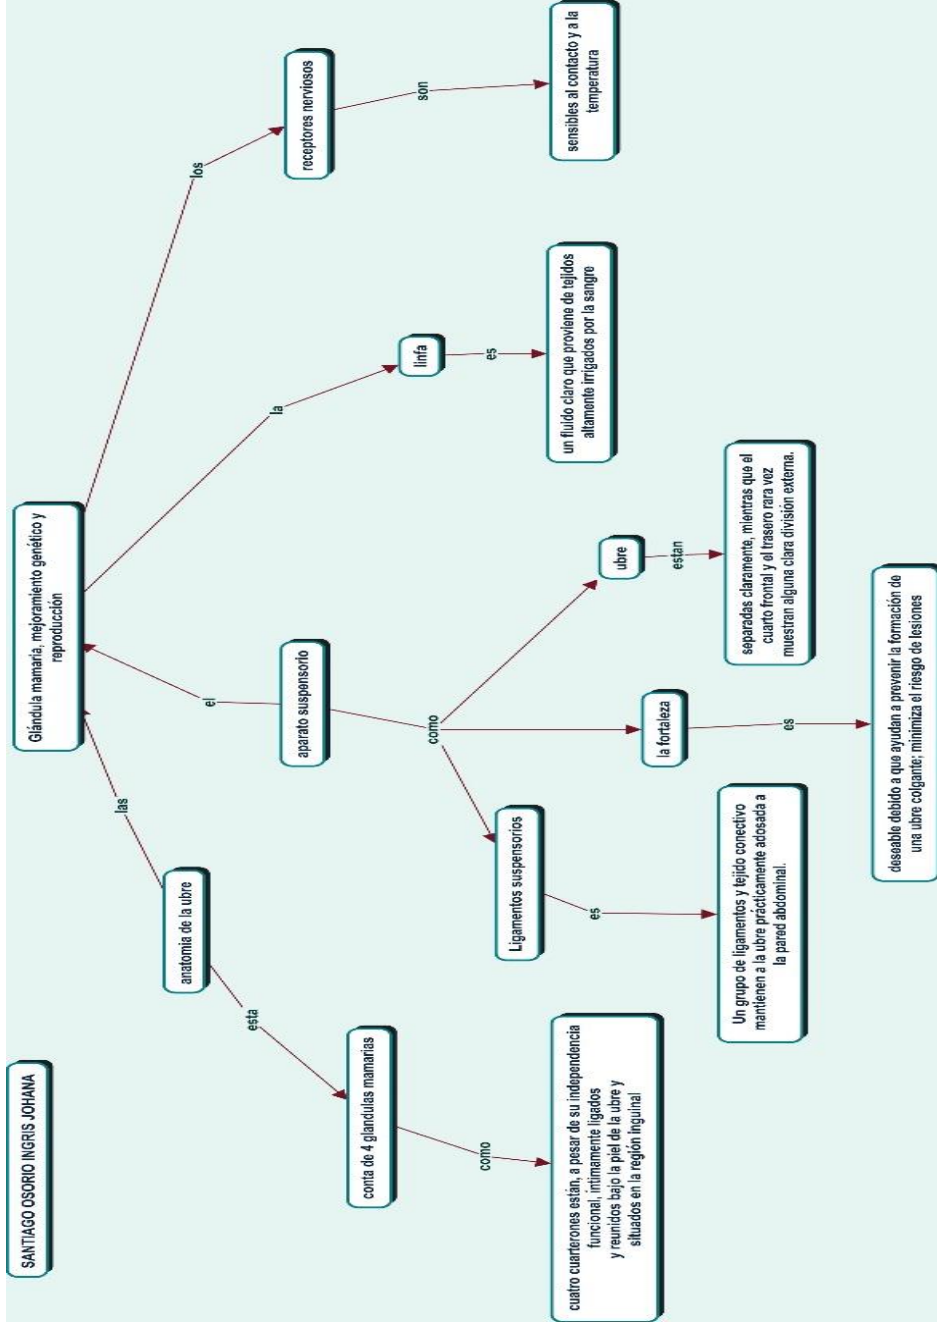 SANTIAGO OSORIO INGRIS JOHANA
Glándula mamaria, mejoramiento genético y
reproducción
las
el
la
los
anatomia de la ubre
aparato suspensorio
linfa
receptores nerviosos
esta
como
es
son
conta de 4 glandulas mamarias
Ligamentos suspensorios
la fortaleza
ubre
un fluido claro que proviene de tejidos
altamente irrigados por la sangre
sensibles al contacto y a la
temperatura
como
es
es
estan
cuatro cuarterones están, a pesar de su independencia
funcional, intimamente ligados
y reunidos bajo la piel de la ubre y
situados en la región inguinal
Un grupo de ligamentos y tejido conectivo
mantienen a la ubre prácticamente adosada a
la pared abdominal.
deseable debido a que ayudan a prevenir la formación de
una ubre colgante; minimiza el riesgo de lesiones
separadas claramente, mientras que el
cuarto frontal y el trasero rara vez
muestran alguna clara división externa.